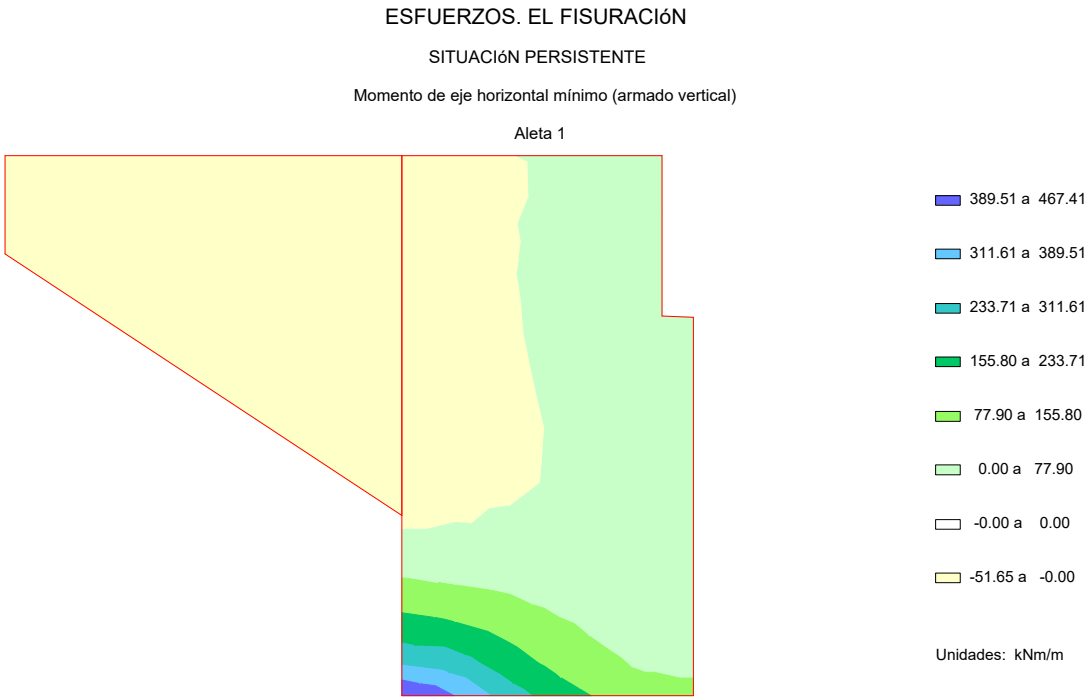 ESFUERZOS. EL FISURACIóN
SITUACIóN PERSISTENTE
Momento de eje horizontal mínimo (armado vertical)
Aleta 1
389.51 a 467.41
311.61 a 389.51
233.71 a 311.61
155.80 a 233.71
77.90 a 155.80
0.00 a 77.90
-0.00 a 0.00
-51.65 a -0.00
Unidades: kNm/m